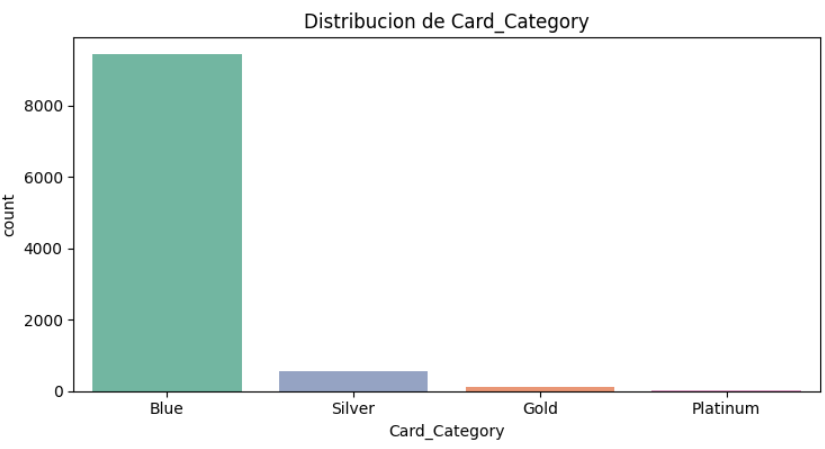 Distribucion de Card_Category
8000
6000
4000
2000
0
count
Blue
Silver
Gold
Platinum
Card_Category